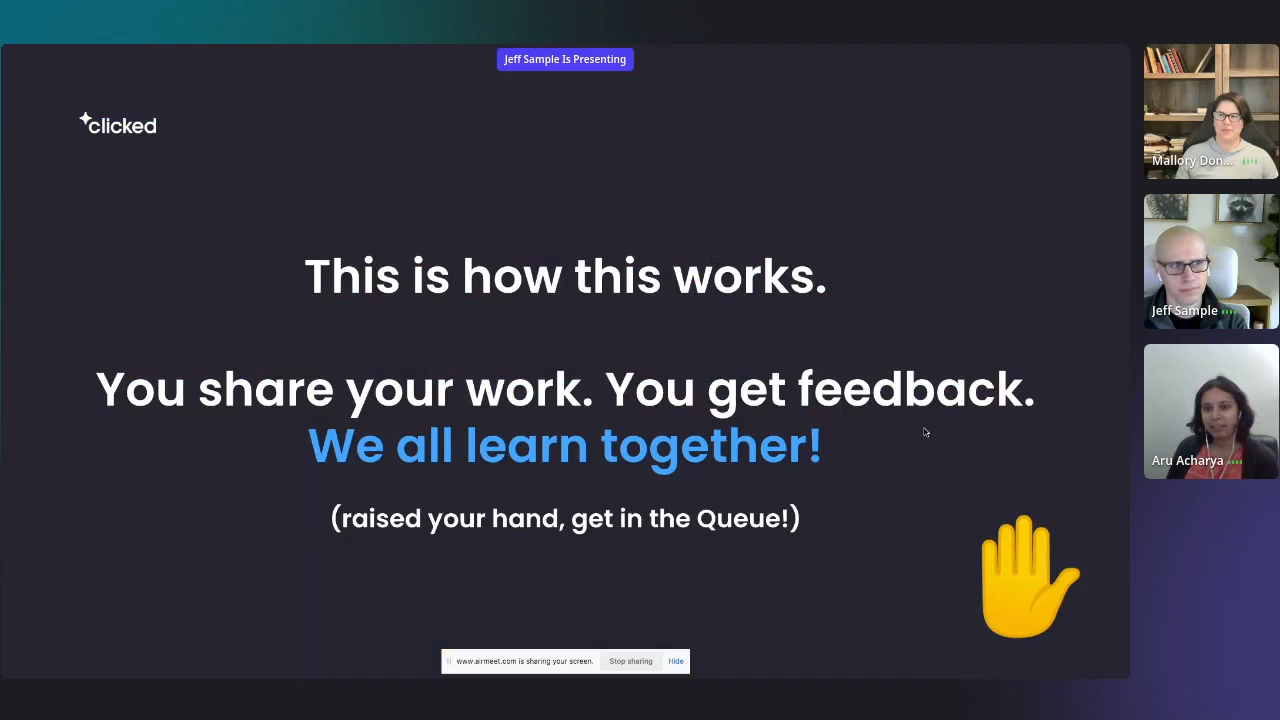 Jeff Sample Is Presenting
clicked
This is how this works.
You share your work. You get feedback.
We all learn together!
(raised your hand, get in the Queue!)
www.airmeet.com is sharing your screen. Stop sharing Hide
Mallory Don...
Jeff Sample
Aru Acharya